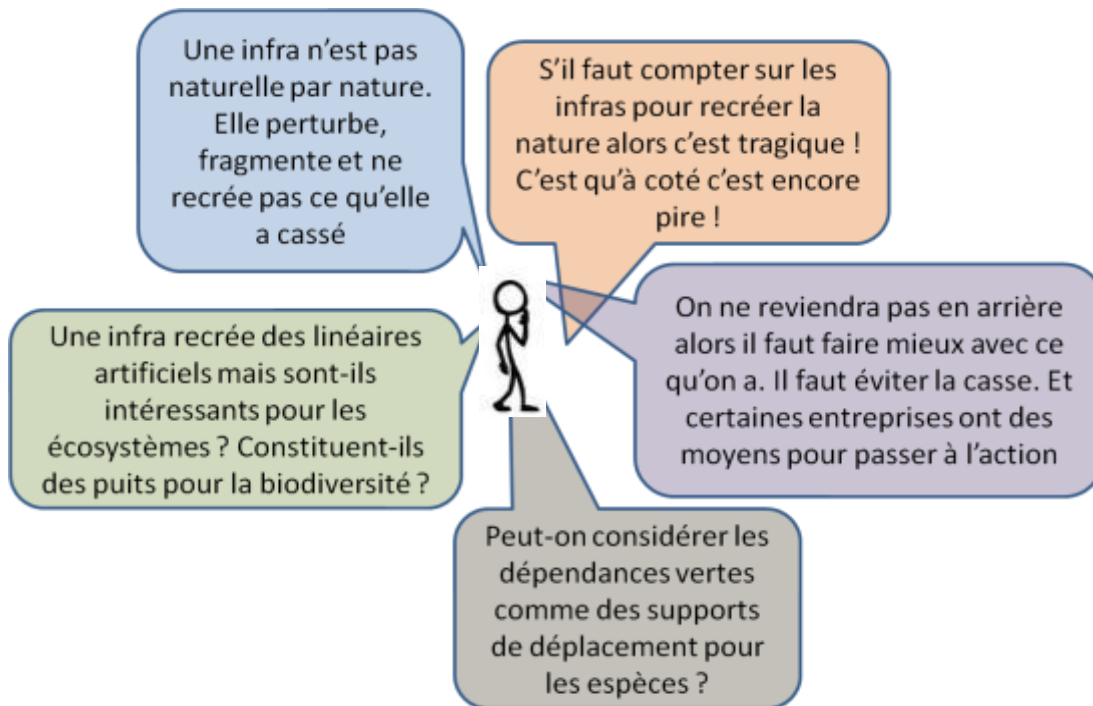 Une infra n'est pas
naturelle par nature.
Elle perturbe,
fragmente et ne
recrée pas ce qu'elle
a cassé
S'il faut compter sur les
infras pour recréer la
nature alors c'est tragique !
C'est qu'à coté c'est encore
pire !
On ne reviendra pas en arrière
alors il faut faire mieux avec ce
qu'on a. Il faut éviter la casse. Et
certaines entreprises ont des
moyens pour passer à l'action
Une infra recrée des linéaires
artificiels mais sont-ils
intéressants pour les
écosystèmes ? Constituent-ils
des puits pour la biodiversité ?
Peut-on considérer les
dépendances vertes
comme des supports
de déplacement pour
les espèces ?